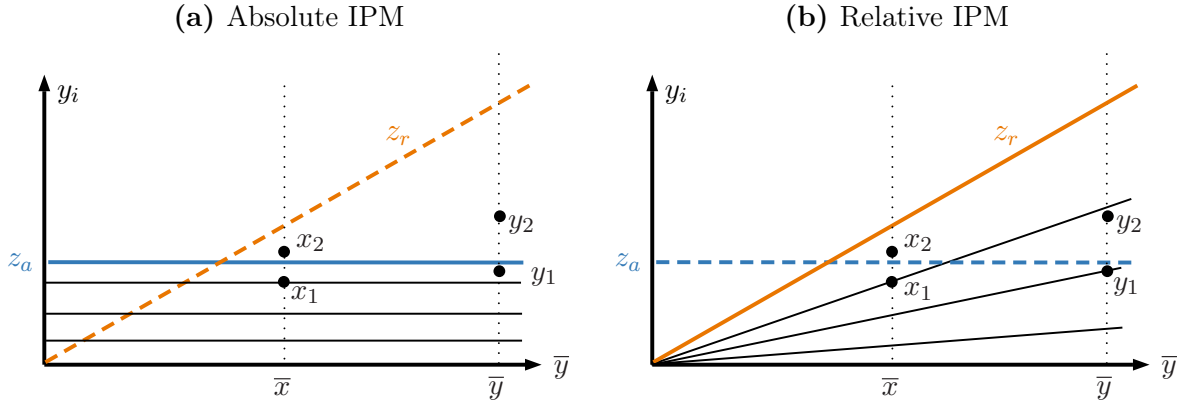 (a) Absolute IPM
y_i
z_r
z_a
x_2
x_1
y_2
y_1
x̅
y̅
y̅
(b) Relative IPM
y_i
z_r
z_a
x_2
x_1
y_2
y_1
x̅
y̅
y̅